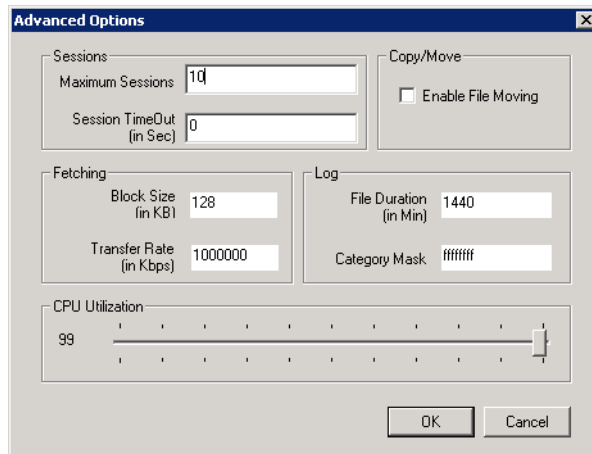 Advanced Options
Sessions
Maximum Sessions 10
Session TimeOut
(in Sec) 0
Copy/Move
Enable File Moving
Fetching
Block Size
(in KB) 128
Transfer Rate
(in Kbps) 1000000
Log
File Duration
(in Min) 1440
Category Mask ffffffff
CPU Utilization
99
OK Cancel